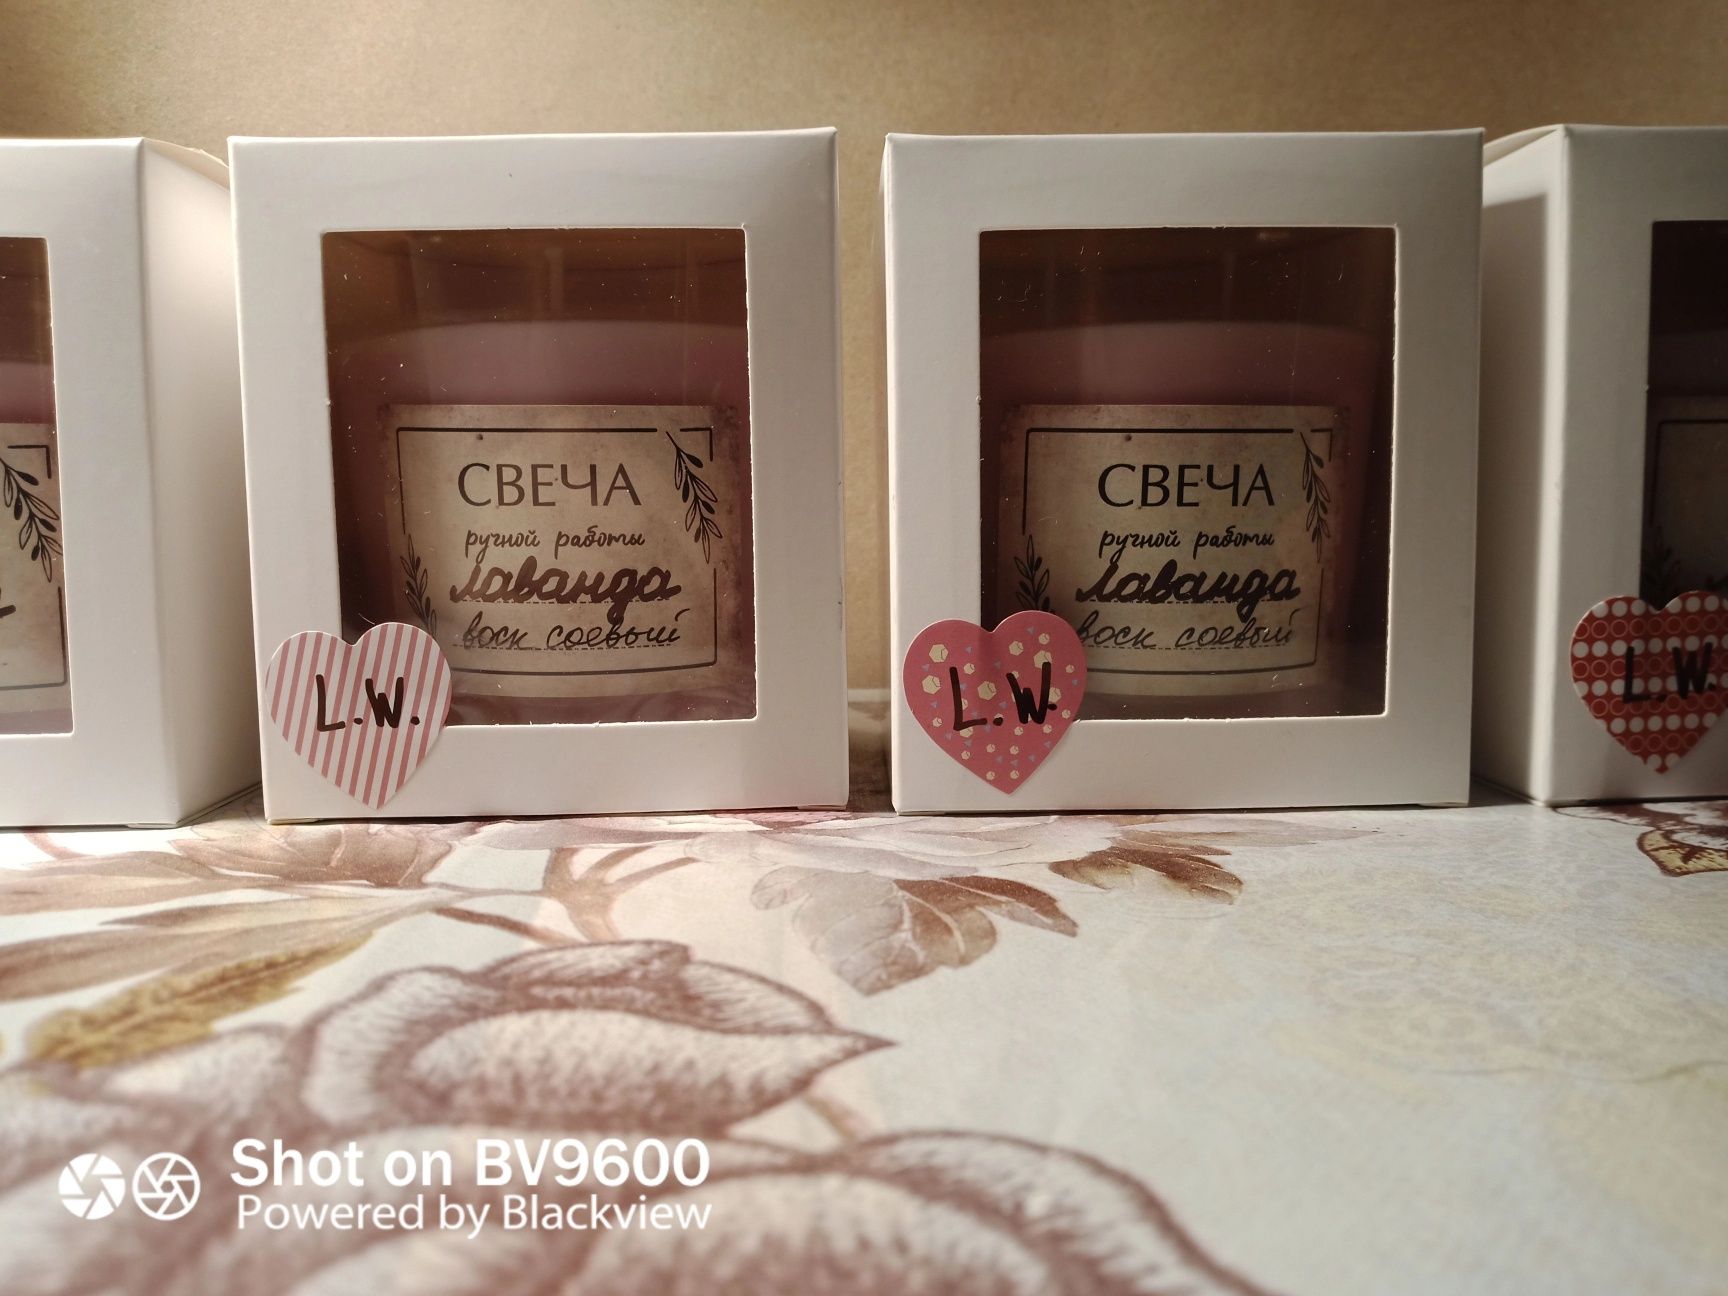 СВЕЧА
ручной работы
лаванда
воск соевый
L.W.
СВЕЧА
ручной работы
лаванда
воск соевый
L.W.
L.W.
Shot on BV9600
Powered by Blackview